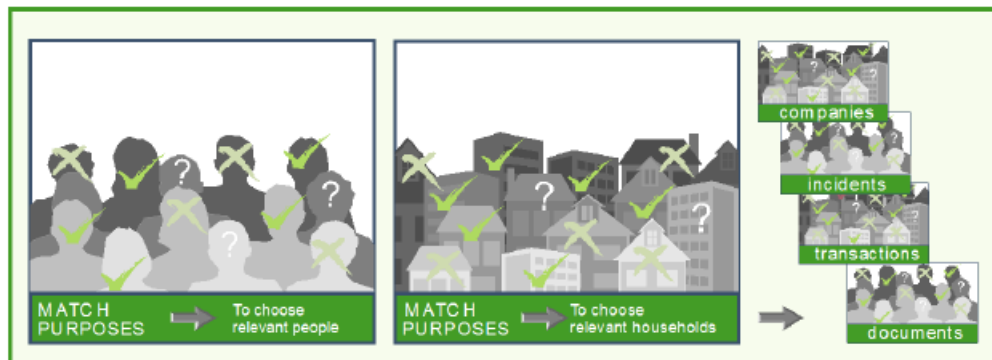 MATCH
PURPOSES
To choose
relevant people
MATCH
PURPOSES
To choose
relevant households
companies
incidents
transactions
documents
?
?
?
?
?